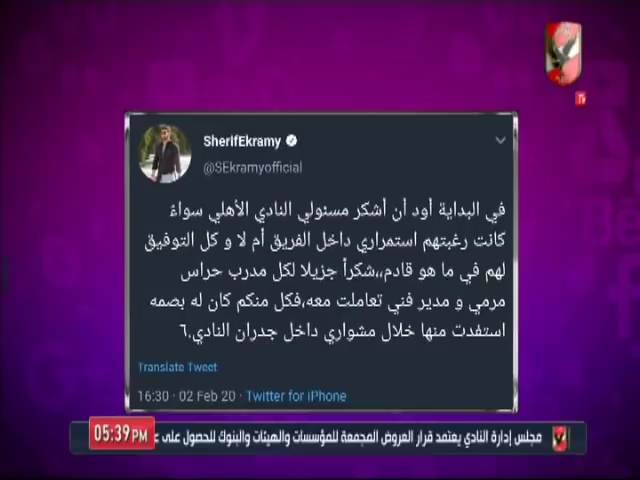 SherifEkramy
@SEkramyofficial
في البداية أود أن أشكر مسئولي النادي الأهلي سواءً
كانت رغبتهم استمراري داخل الفريق أم لا و كل التوفيق
لهم في ما هو قادم،،شكرأ جزيلا لكل مدرب حراس
مرمي و مدير فني تعاملت معه،فكل منكم كان له بصمه
استفدت منها خلال مشواري داخل جدران النادي.٦
Translate Tweet
16:30 · 02 Feb 20 · Twitter for iPhone
05:39 PM
مجلس إدارة النادي يعتمد قرار العروض المجمعة للمؤسسات والهيئات والبنوك للحصول على